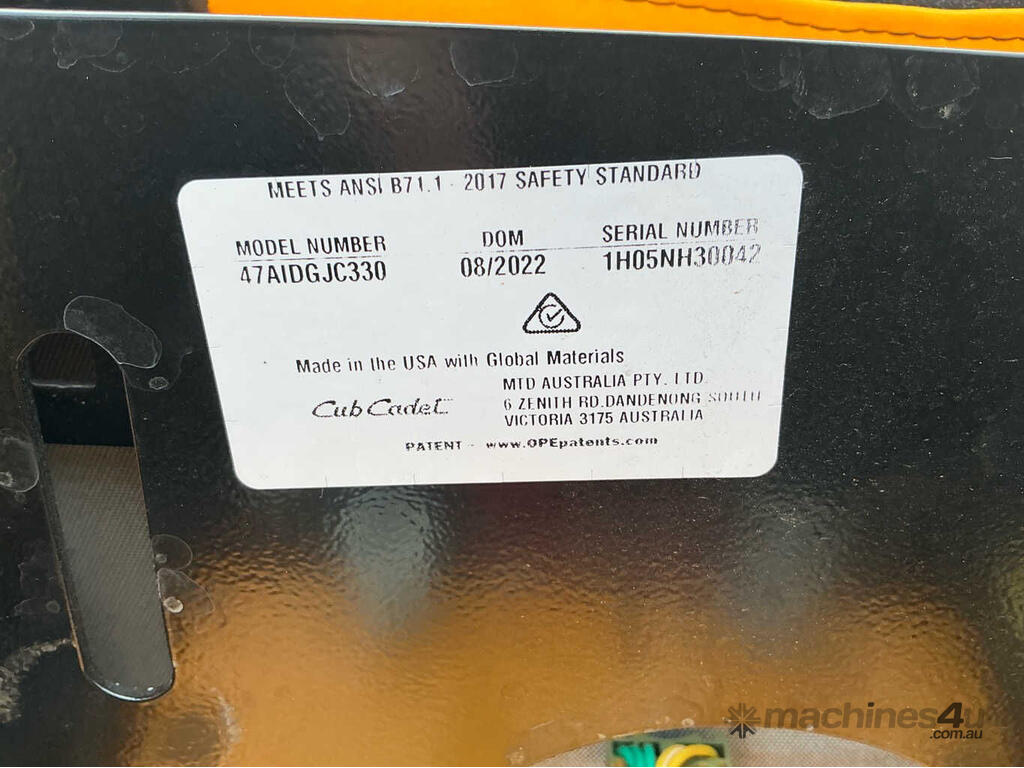 MEETS ANSI B71.1 - 2017 SAFETY STANDARD
MODEL NUMBER DOM SERIAL NUMBER
47AIDGJC330 08/2022 1H05NH30042
Made in the USA with Global Materials
Cub Cadet
MTD AUSTRALIA PTY. LTD.
6 ZENITH RD.DANDENONG SOUTH
VICTORIA 3175 AUSTRALIA
PATENT - www.OPEpatents.com
machines4u
.com.au